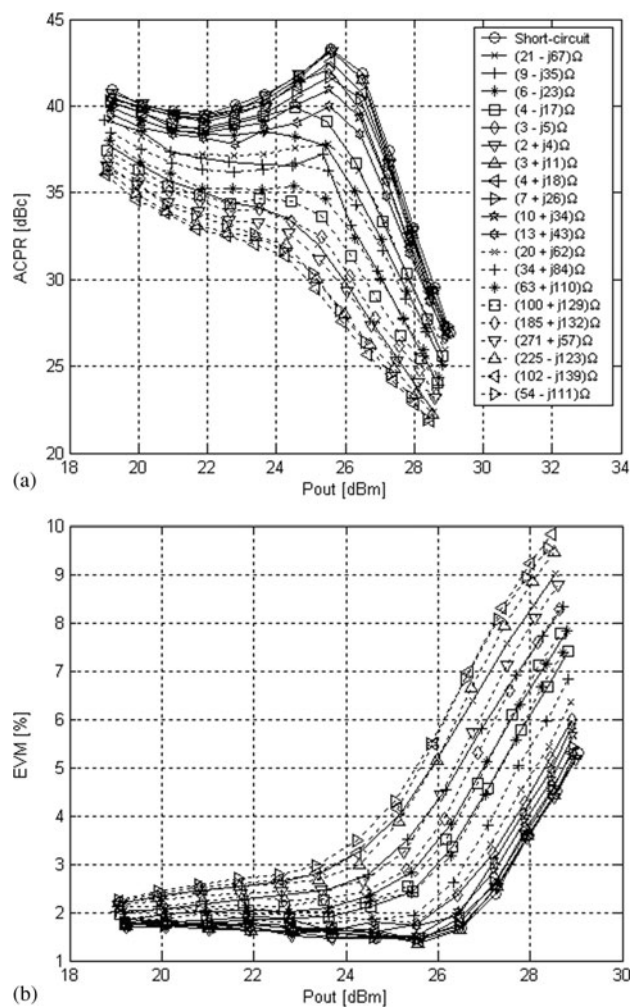 45
40
35
30
25
20
18 20 22 24 26 28 30 32 34
ACPR [dBc]
Pout [dBm]
(a)
Short-circuit
(21 - j67)Ω
(9 - j35)Ω
(6 - j23)Ω
(4 - j17)Ω
(3 - j5)Ω
(2 + j4)Ω
(3 + j11)Ω
(4 + j18)Ω
(7 + j26)Ω
(10 + j34)Ω
(13 + j43)Ω
(20 + j62)Ω
(34 + j84)Ω
(63 + j110)Ω
(100 + j129)Ω
(185 + j132)Ω
(271 + j57)Ω
(225 - j123)Ω
(102 - j139)Ω
(54 - j111)Ω
10
9
8
7
6
5
4
3
2
1
18 20 22 24 26 28 30
EVM [%]
Pout [dBm]
(b)